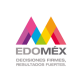 EDOMÉX
DECISIONES FIRMES,
RESULTADOS FUERTES.